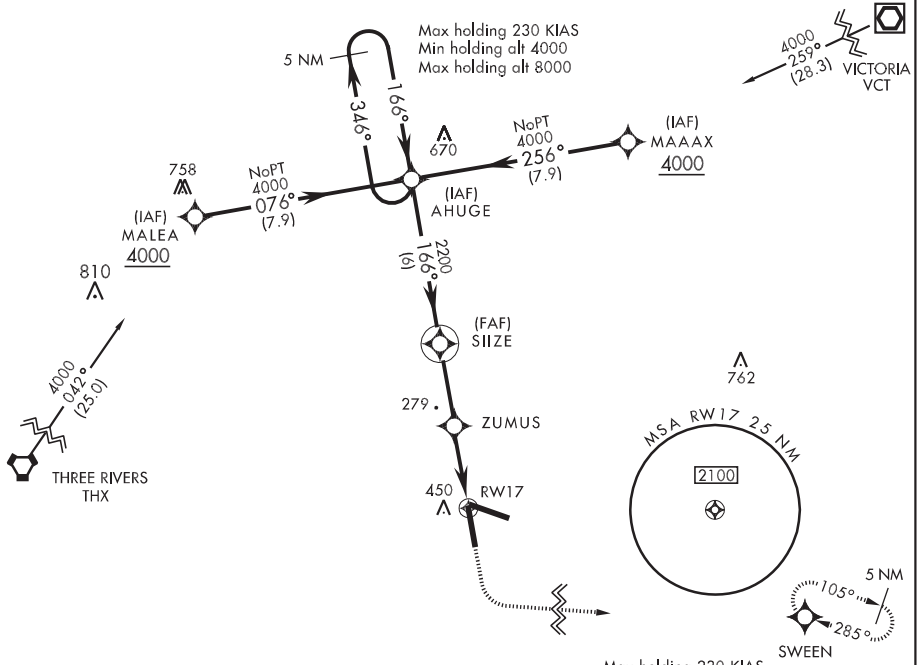 Max holding 230 KIAS
Min holding alt 4000
Max holding alt 8000
5 NM
346°
166°
4000
259°
(28.3)
VICTORIA
VCT
670
NoPT
4000
256°
(7.9)
(IAF)
MAAAX
4000
758
NoPT
4000
076°
(7.9)
(IAF)
MALEA
4000
(IAF)
AHUGE
810
2200
166°
(6)
4000
042°
(25.0)
THREE RIVERS
THX
(FAF)
SIIZE
762
279
ZUMUS
450
RW17
MSA RW17 25 NM
2100
5 NM
105°
285°
SWEEN